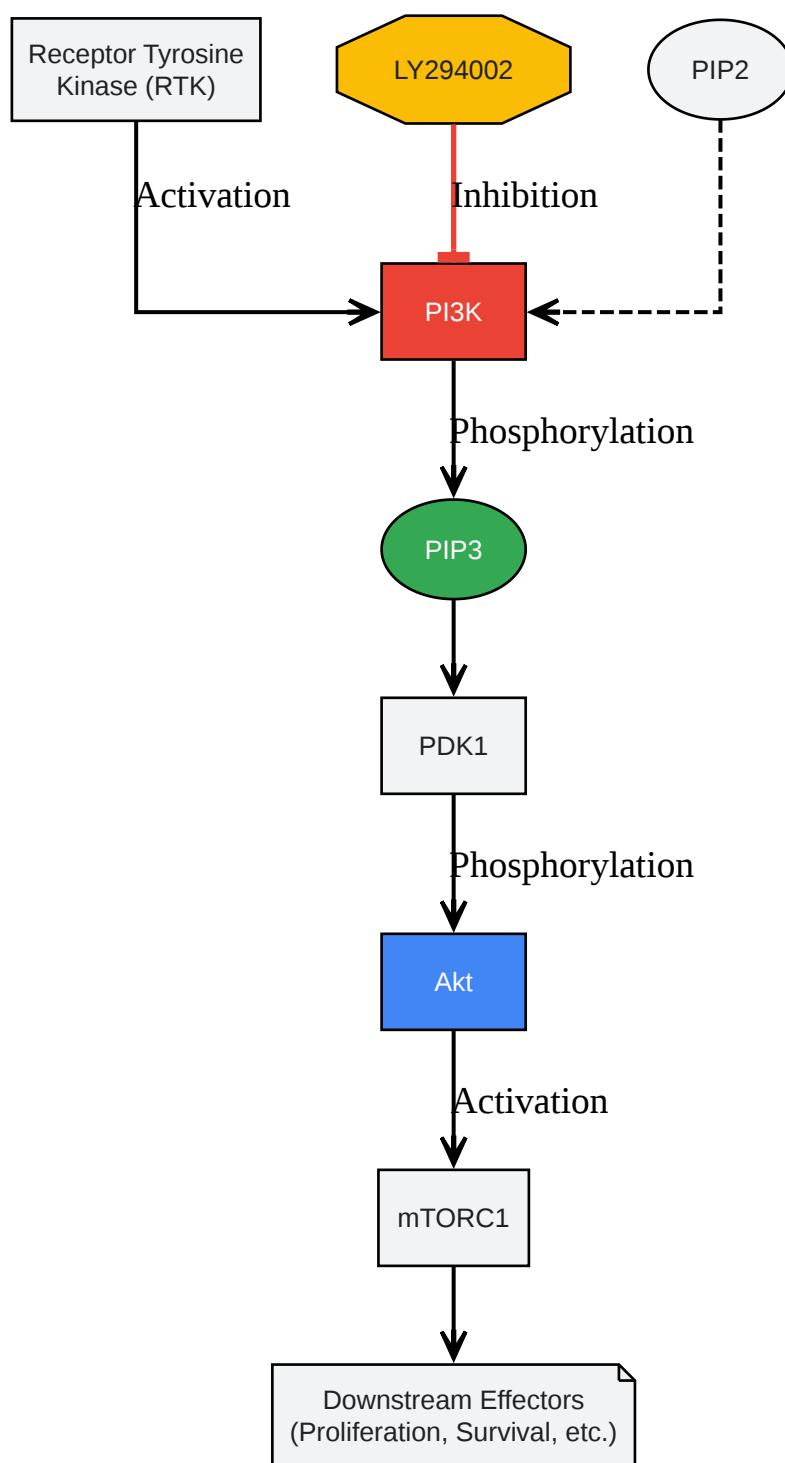 Receptor Tyrosine
Kinase (RTK)
LY294002
PIP2
Activation
Inhibition
PI3K
Phosphorylation
PIP3
PDK1
Phosphorylation
Akt
Activation
mTORC1
Downstream Effectors
(Proliferation, Survival, etc.)